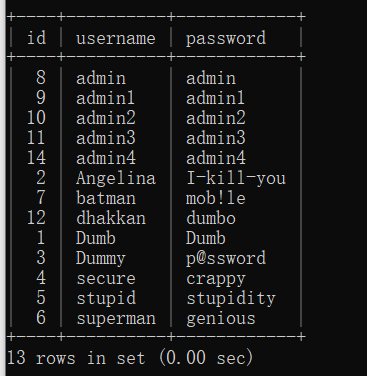 id | username | password
8 | admin | admin
9 | admin1 | admin1
10 | admin2 | admin2
11 | admin3 | admin3
14 | admin4 | admin4
2 | Angelina | I-kill-you
7 | batman | mob!le
12 | dhakkan | dumbo
1 | Dumb | Dumb
3 | Dummy | p@ssword
4 | secure | crappy
5 | stupid | stupidity
6 | superman | genious
13 rows in set (0.00 sec)